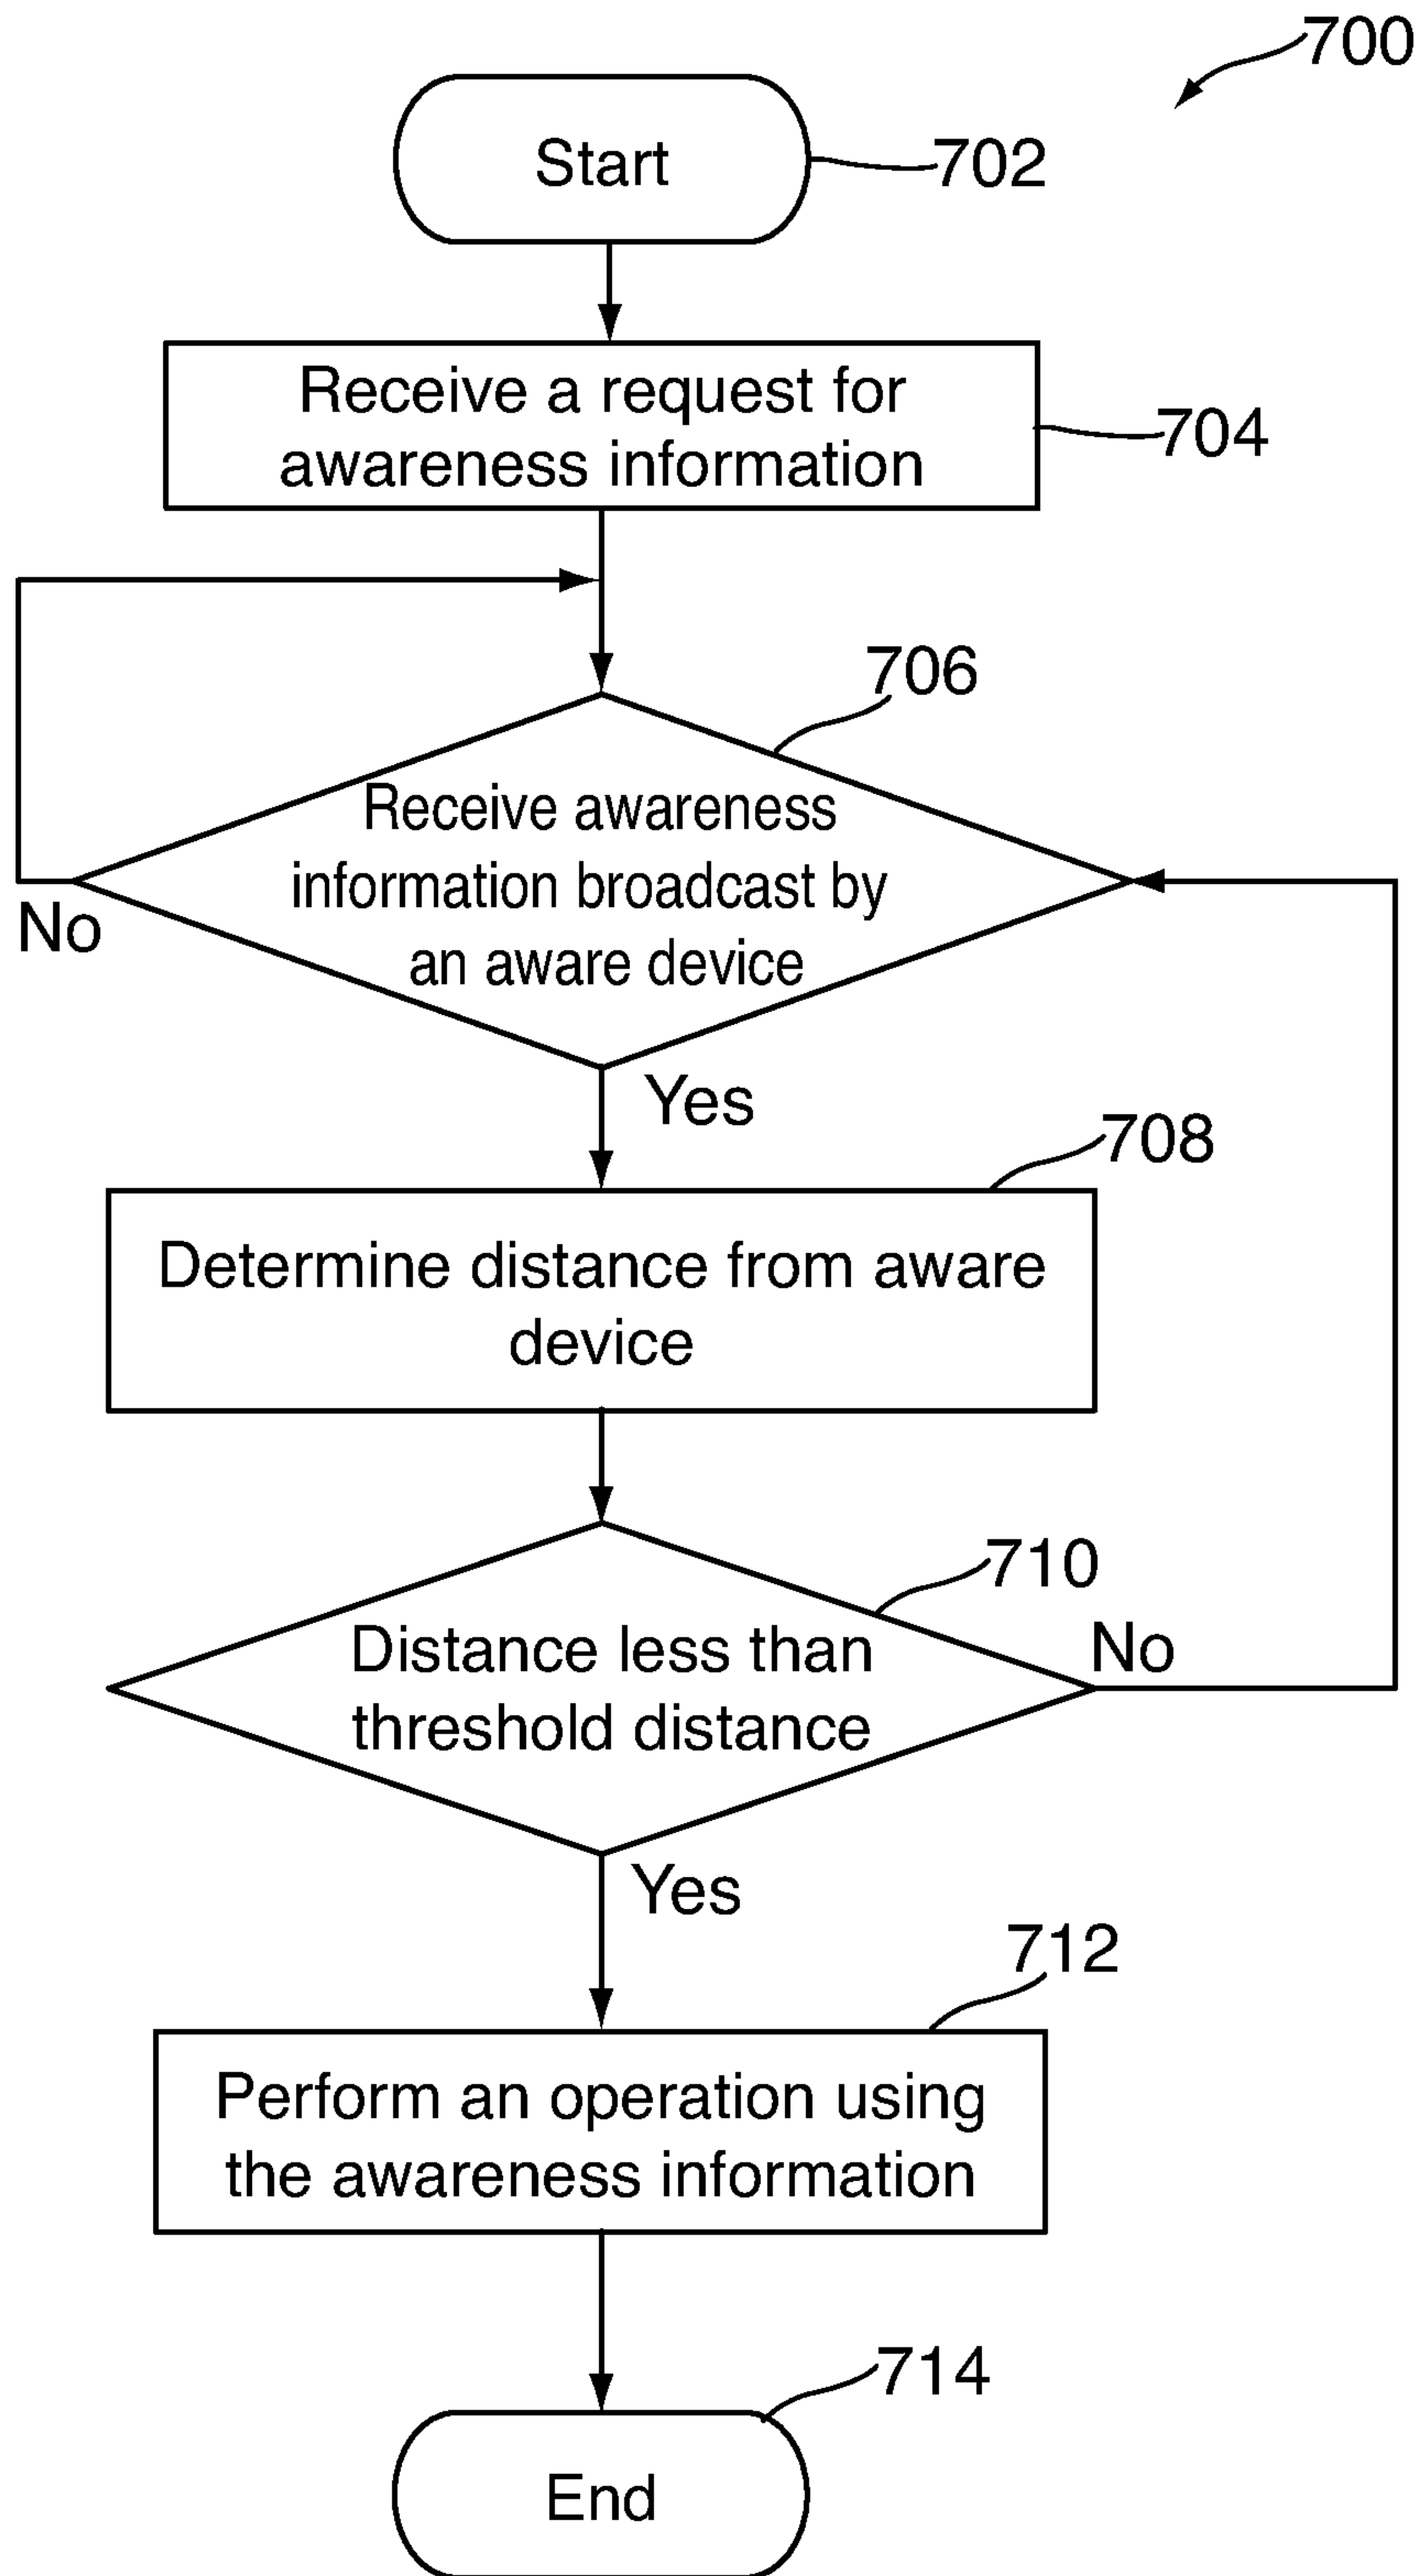 700
Start
702
Receive a request for
awareness information
704
706
Receive awareness
information broadcast by
an aware device
No
Yes
708
Determine distance from aware
device
710
Distance less than
threshold distance
No
Yes
712
Perform an operation using
the awareness information
714
End